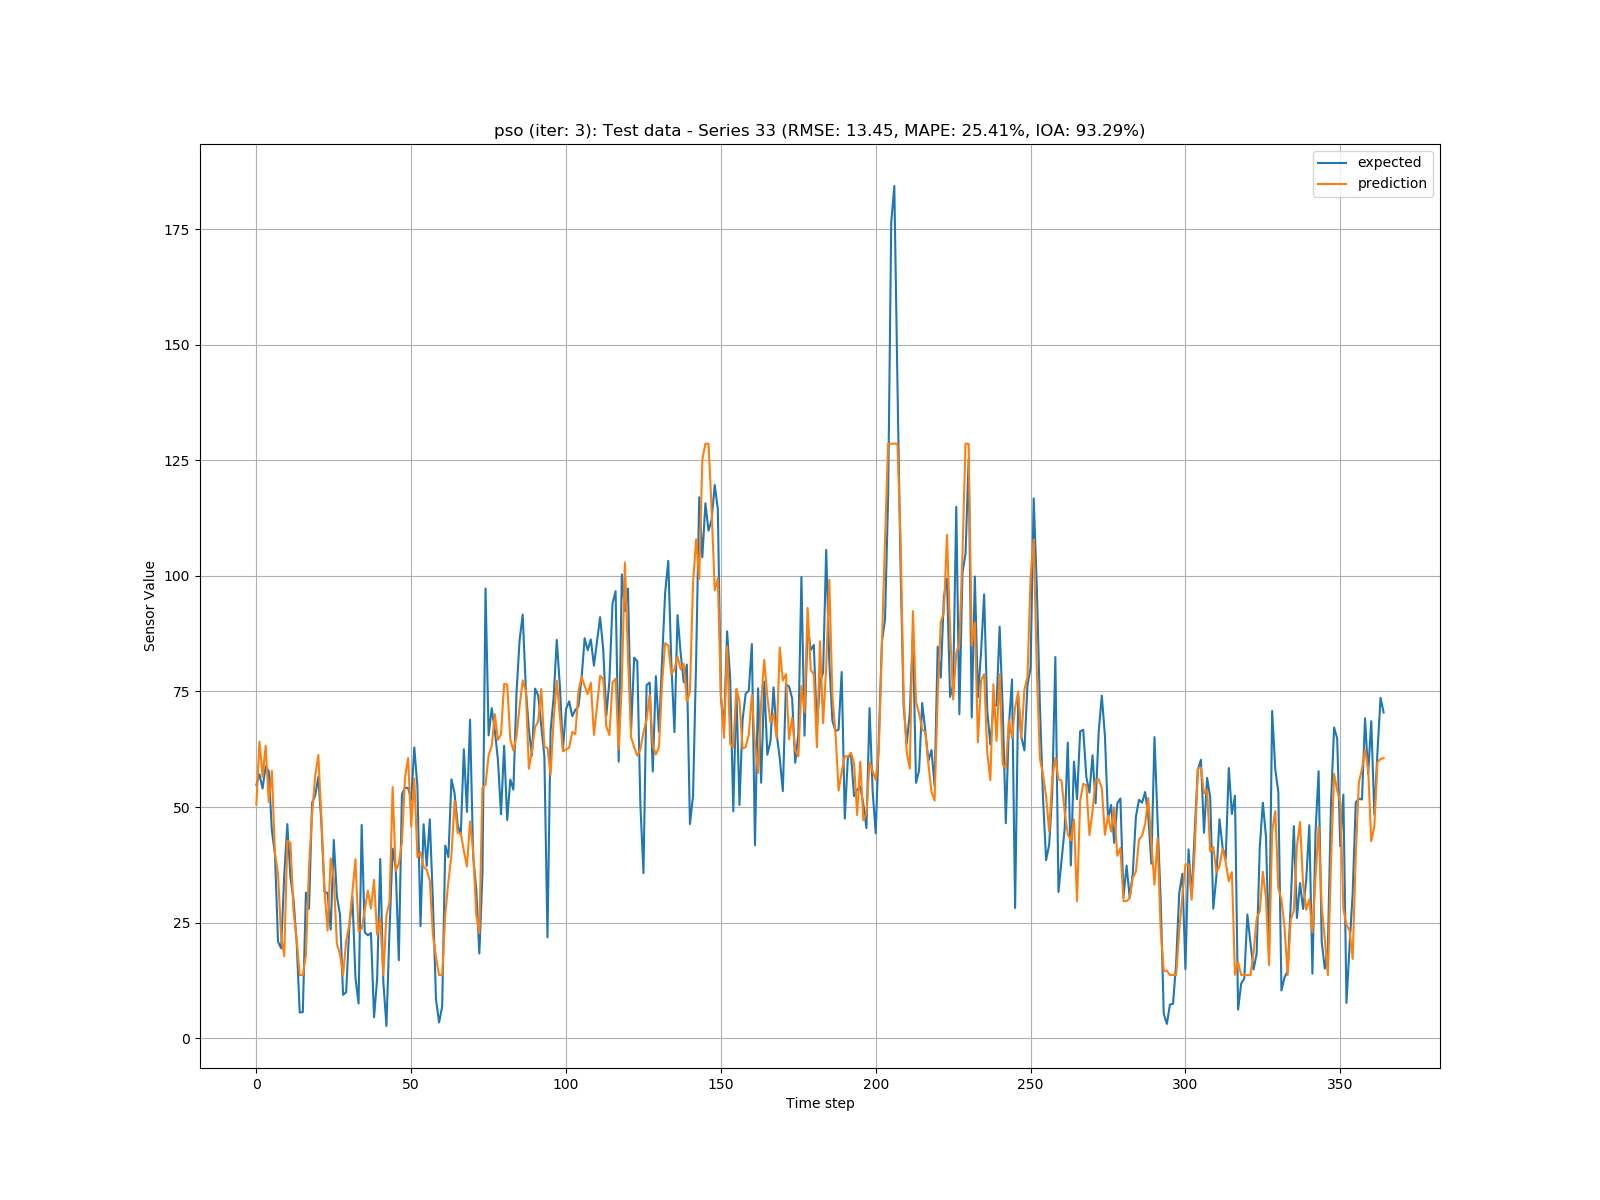 pso (iter: 3): Test data - Series 33 (RMSE: 13.45, MAPE: 25.41%, IOA: 93.29%)
expected
prediction
175
150
125
100
75
50
25
0
Sensor Value
0 50 100 150 200 250 300 350
Time step